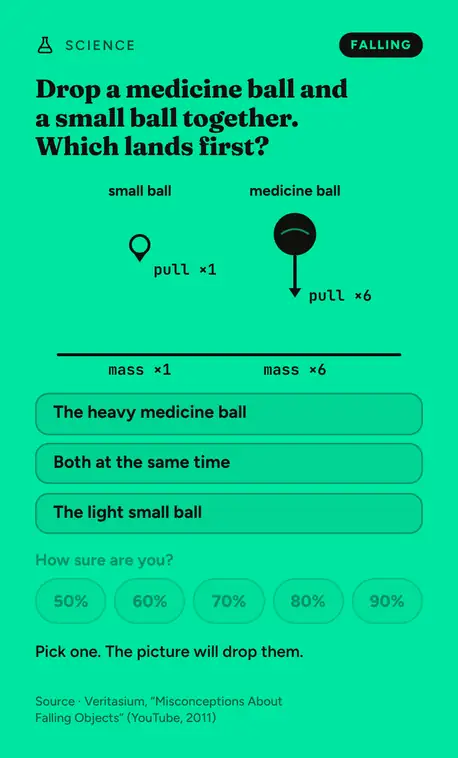 SCIENCE
FALLING
Drop a medicine ball and
a small ball together.
Which lands first?
small ball
medicine ball
pull ×1
pull ×6
mass ×1
mass ×6
The heavy medicine ball
Both at the same time
The light small ball
How sure are you?
50%
60%
70%
80%
90%
Pick one. The picture will drop them.
Source · Veritasium, “Misconceptions About
Falling Objects” (YouTube, 2011)